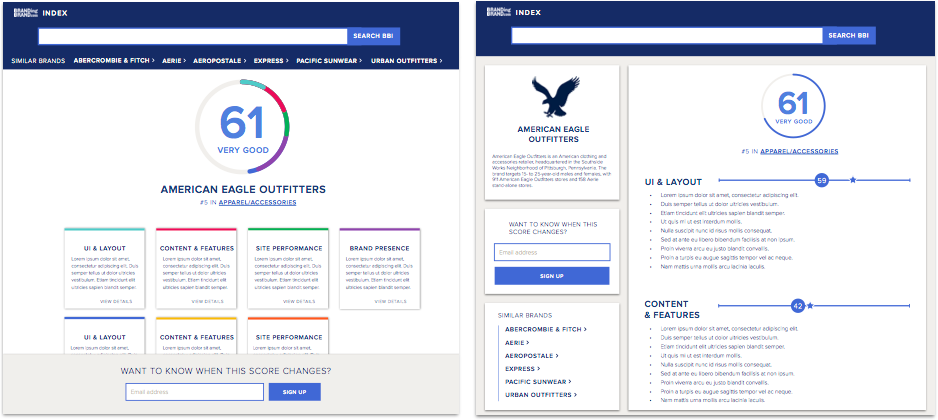 BRANDing BRAND INDEX
SEARCH BBI
SIMILAR BRANDS ABERCROMBIE & FITCH > AERIE > AEROPOSTALE > EXPRESS > PACIFIC SUNWEAR > URBAN OUTFITTERS >
61
VERY GOOD
AMERICAN EAGLE OUTFITTERS
#5 IN APPAREL/ACCESSORIES
UI & LAYOUT
Lorem ipsum dolor sit amet,
consectetur adipiscing elit. Duis
semper tellus ut dolor ultricies
vestibulum. Etiam tincidunt elit
ultricies sapien blandit semper.
VIEW DETAILS
CONTENT & FEATURES
Lorem ipsum dolor sit amet,
consectetur adipiscing elit. Duis
semper tellus ut dolor ultricies
vestibulum. Etiam tincidunt elit
ultricies sapien blandit semper.
VIEW DETAILS
SITE PERFORMANCE
Lorem ipsum dolor sit amet,
consectetur adipiscing elit. Duis
semper tellus ut dolor ultricies
vestibulum. Etiam tincidunt elit
ultricies sapien blandit semper.
VIEW DETAILS
BRAND PRESENCE
Lorem ipsum dolor sit amet,
consectetur adipiscing elit. Duis
semper tellus ut dolor ultricies
vestibulum. Etiam tincidunt elit
ultricies sapien blandit semper.
VIEW DETAILS
UI & LAYOUT
Lorem ipsum dolor sit amet,
CONTENT & FEATURES
Lorem ipsum dolor sit amet,
SITE PERFORMANCE
Lorem ipsum dolor sit amet,
WANT TO KNOW WHEN THIS SCORE CHANGES?
Email address
SIGN UP
BRANDing BRAND INDEX
SEARCH BBI
AMERICAN EAGLE
OUTFITTERS
American Eagle Outfitters is an American clothing and
accessories retailer, headquartered in the Southside
Works Neighborhood of Pittsburgh, Pennsylvania. The
brand targets 15- to 25-year-old males and females, with
911 American Eagle Outfitters stores and 158 Aerie
stand-alone stores.
WANT TO KNOW WHEN THIS
SCORE CHANGES?
Email address
SIGN UP
SIMILAR BRANDS
ABERCROMBIE & FITCH >
AERIE >
AEROPOSTALE >
EXPRESS >
PACIFIC SUNWEAR >
URBAN OUTFITTERS >
61
VERY GOOD
#5 IN APPAREL/ACCESSORIES
UI & LAYOUT
59
• Lorem ipsum dolor sit amet, consectetur adipiscing elit.
• Duis semper tellus ut dolor ultricies vestibulum.
• Etiam tincidunt elit ultricies sapien blandit semper.
• Ut quis mi ut est interdum mollis.
• Nulla suscipit nunc id risus mollis consequat.
• Sed at ante eu libero bibendum facilisis at non ipsum.
• Proin viverra arcu eu justo blandit convallis.
• Proin a turpis eu augue sagittis tempor vel ac neque.
• Nam mattis urna mollis arcu lacinia iaculis.
CONTENT
& FEATURES
42
• Lorem ipsum dolor sit amet, consectetur adipiscing elit.
• Duis semper tellus ut dolor ultricies vestibulum.
• Etiam tincidunt elit ultricies sapien blandit semper.
• Ut quis mi ut est interdum mollis.
• Nulla suscipit nunc id risus mollis consequat.
• Sed at ante eu libero bibendum facilisis at non ipsum.
• Proin viverra arcu eu justo blandit convallis.
• Proin a turpis eu augue sagittis tempor vel ac neque.
• Nam mattis urna mollis arcu lacinia iaculis.